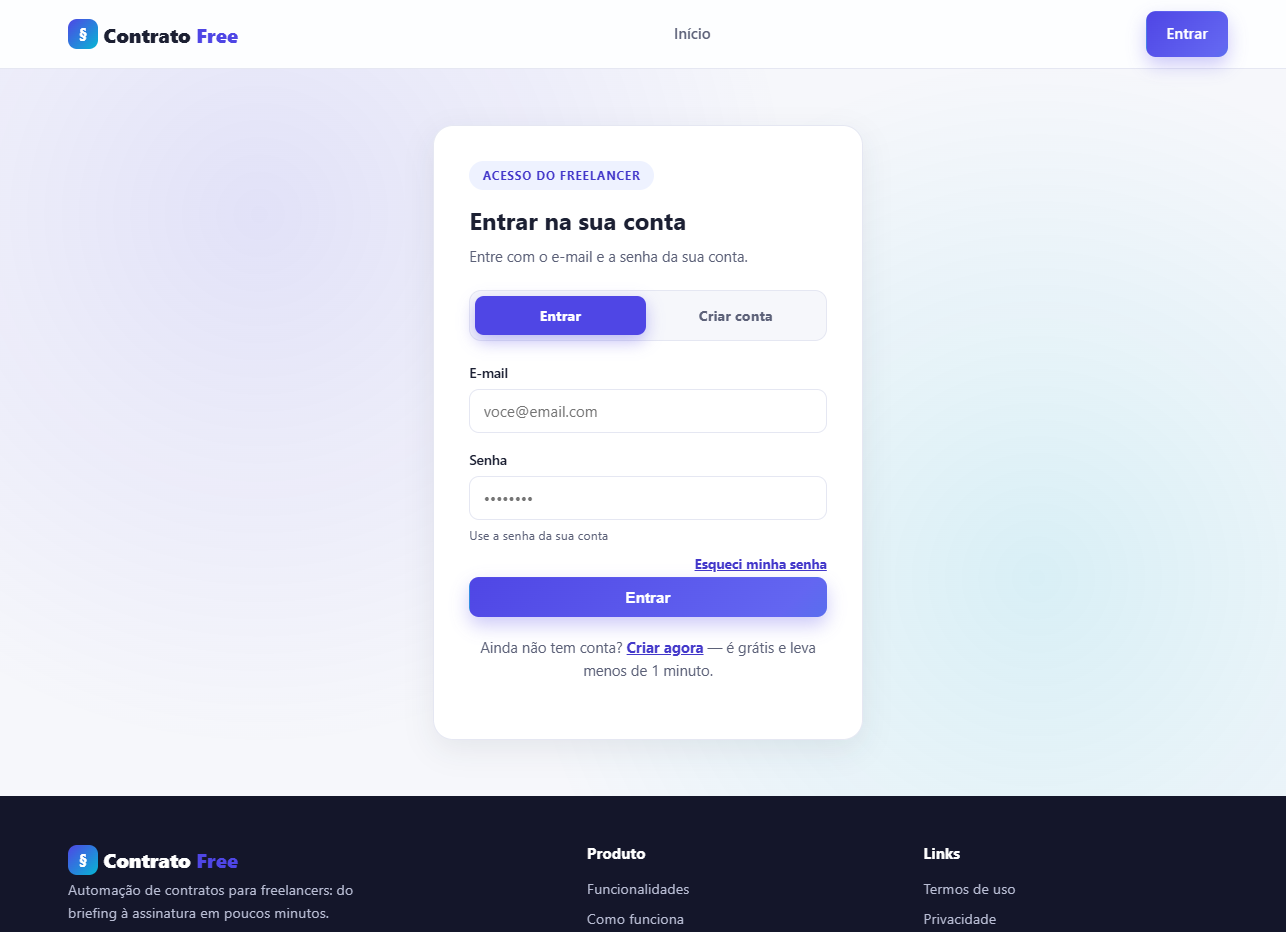 § Contrato Free
Início
Entrar
ACESSO DO FREELANCER
Entrar na sua conta
Entre com o e-mail e a senha da sua conta.
Entrar
Criar conta
E-mail
voce@email.com
Senha
••••••••
Use a senha da sua conta
Esqueci minha senha
Entrar
Ainda não tem conta? Criar agora — é grátis e leva
menos de 1 minuto.
§ Contrato Free
Automação de contratos para freelancers: do
briefing à assinatura em poucos minutos.
Produto
Funcionalidades
Como funciona
Links
Termos de uso
Privacidade